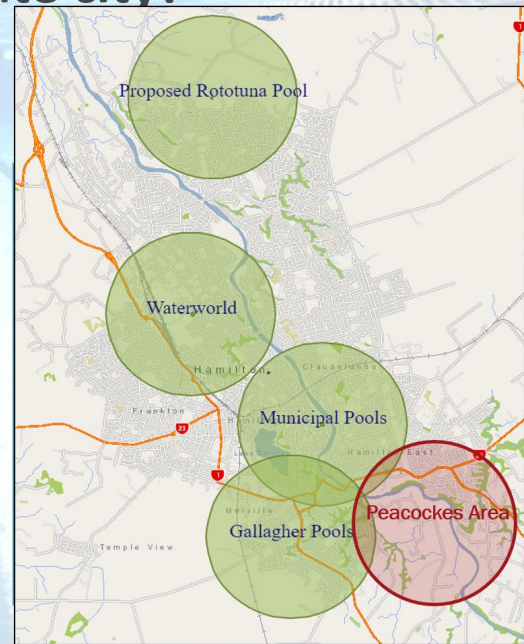 Proposed Rototuna Pool
1
Waterworld
Hamilton
Claudelands
Frankton
Municipal Pools
23
Hamilton East
1
Melville
Peacockes Area
Gallagher Pools
Temple View